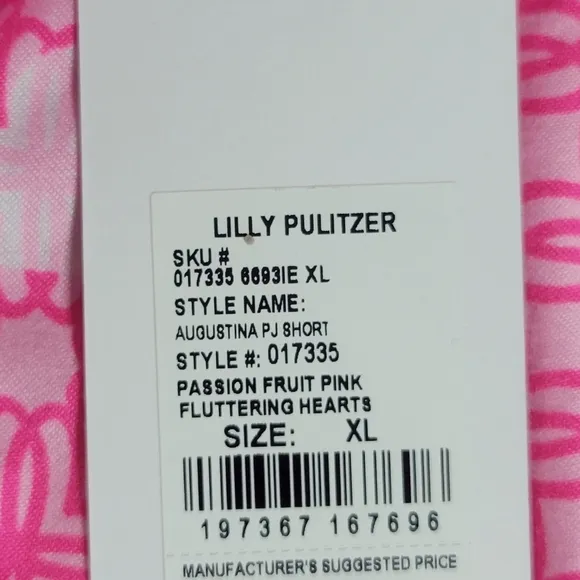 LILLY PULITZER
SKU #
017335 6693IE XL
STYLE NAME:
AUGUSTINA PJ SHORT
STYLE #: 017335
PASSION FRUIT PINK
FLUTTERING HEARTS
SIZE: XL
197367 167696
MANUFACTURER'S SUGGESTED PRICE